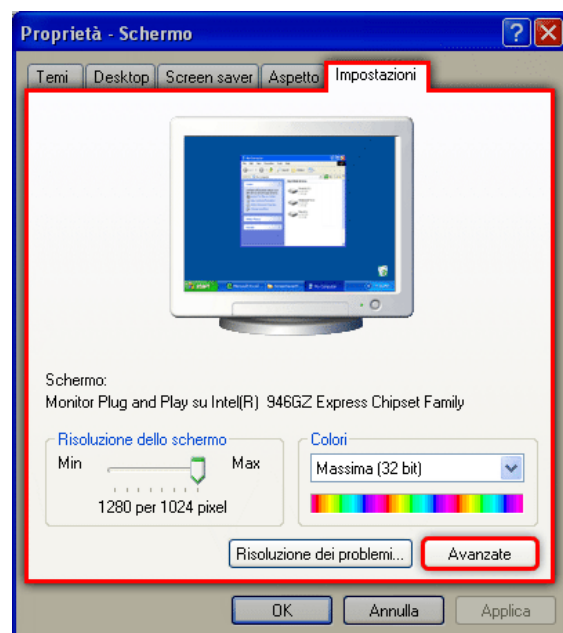 Proprietà - Schermo
Temi Desktop Screen saver Aspetto Impostazioni
Schermo:
Monitor Plug and Play su Intel(R) 946GZ Express Chipset Family
Risoluzione dello schermo
Min Max
1280 per 1024 pixel
Colori
Massima (32 bit)
Risoluzione dei problemi... Avanzate
OK Annulla Applica